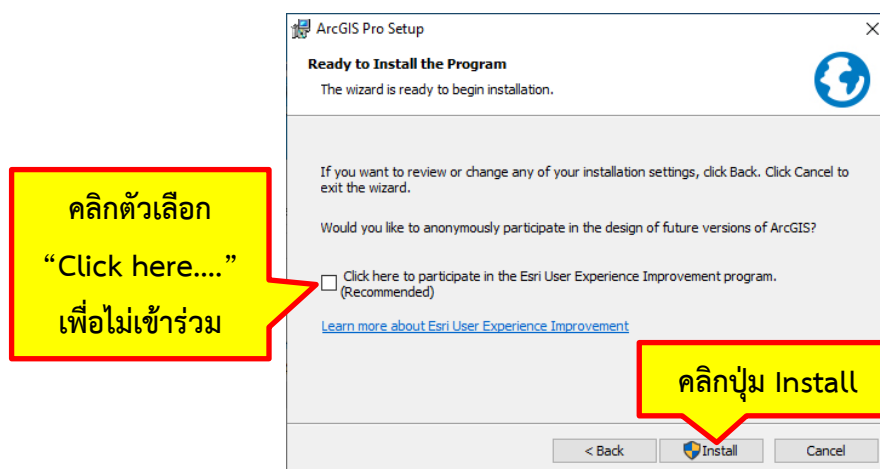 ArcGIS Pro Setup
Ready to Install the Program
The wizard is ready to begin installation.
If you want to review or change any of your installation settings, click Back. Click Cancel to
exit the wizard.
Would you like to anonymously participate in the design of future versions of ArcGIS?
คลิกตัวเลือก
“Click here....”
เพื่อไม่เข้าร่วม
Click here to participate in the Esri User Experience Improvement program.
(Recommended)
Learn more about Esri User Experience Improvement
คลิกปุ่ม Install
< Back
Install
Cancel